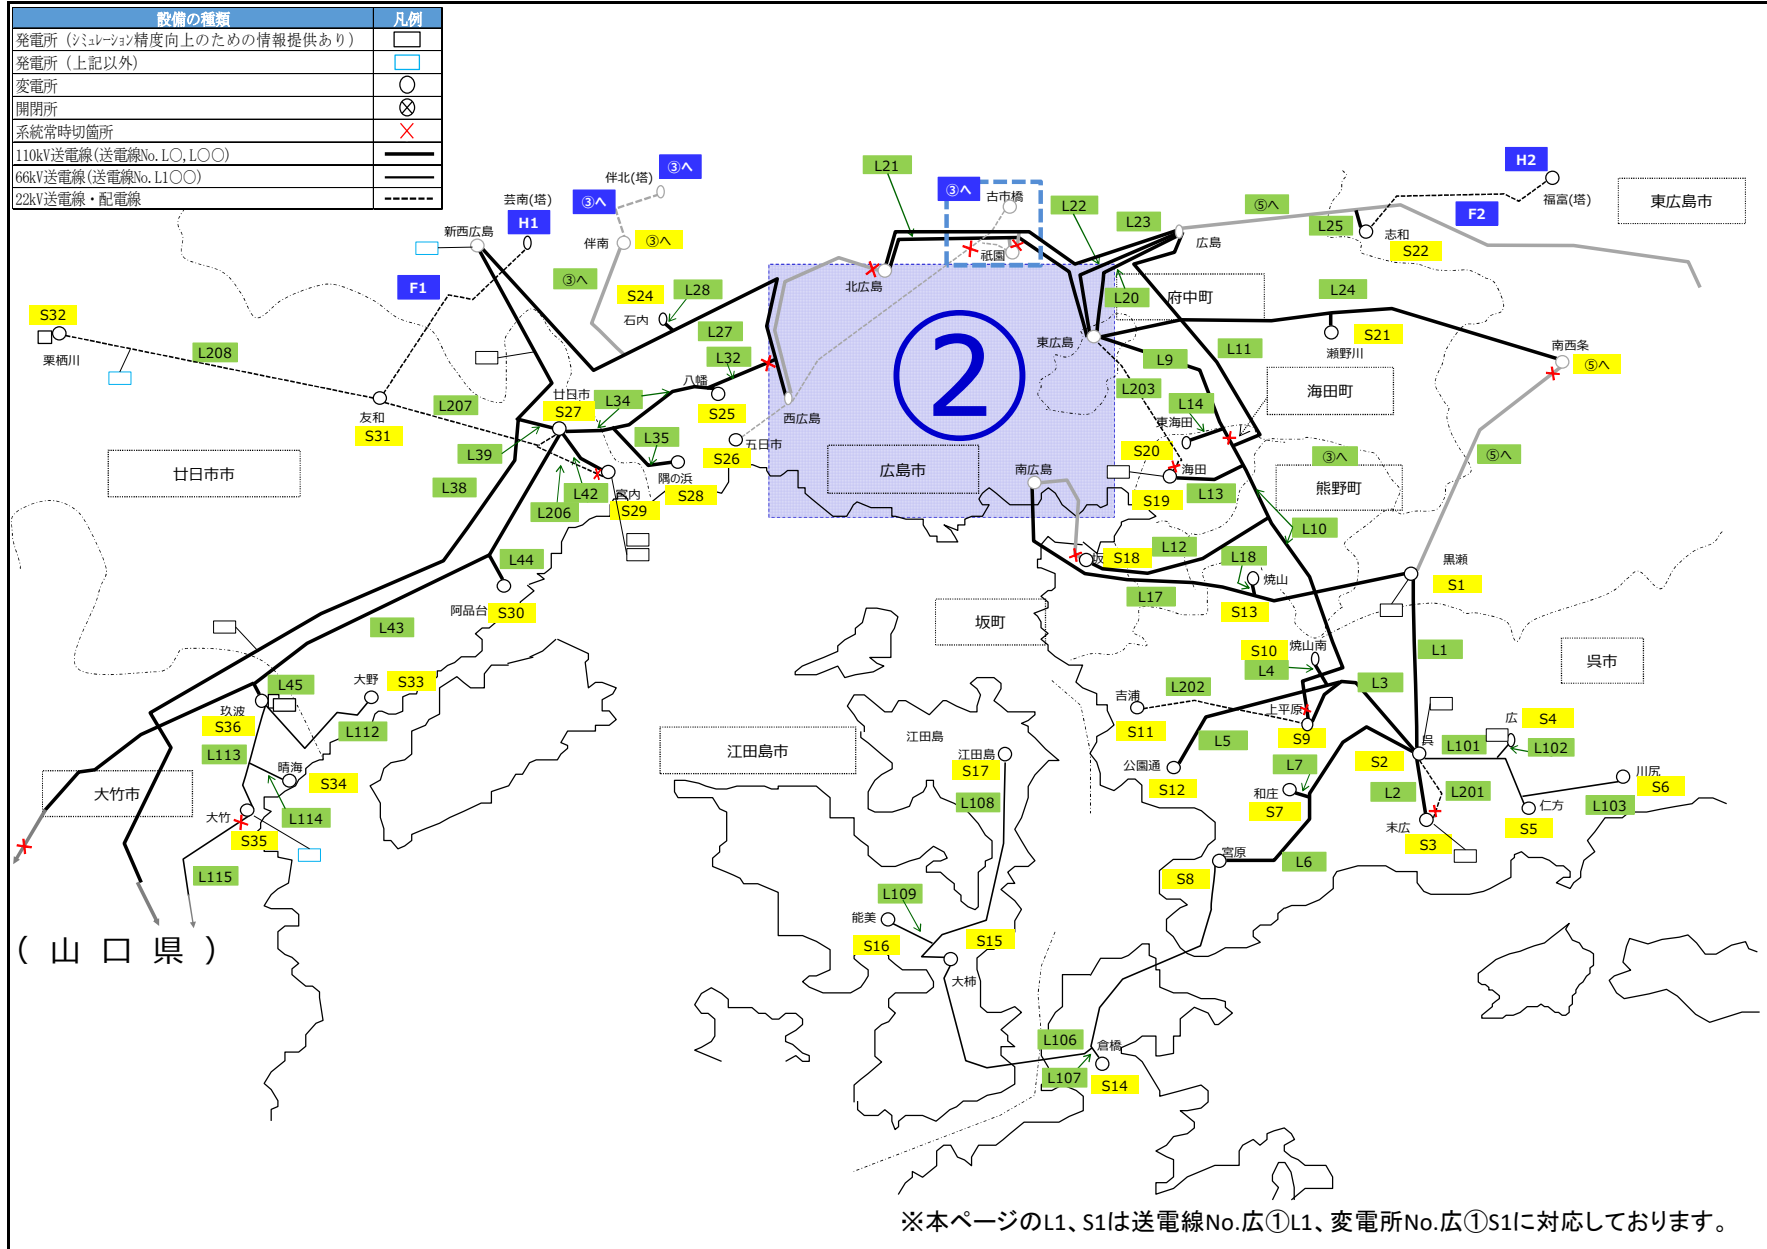 設備の種類 凡例
発電所 (ｼﾐｭﾚｰｼｮﾝ精度向上のための情報提供あり)
発電所 (上記以外)
変電所
開閉所
系統常時切箇所
110kV送電線(送電線No.L○,L○○)
66kV送電線(送電線No.L1○○)
22kV送電線・配電線
伴北(塔)
③へ
芸南(塔)
H1
③へ
新西広島
伴南
③へ
③へ
F1
S24
L28
石内
L27
L32
八幡
S25
L21
③へ
古市橋
祇園
北広島
L22
L23
広島
⑤へ
L25
志和
S22
F2
H2
福富(塔)
東広島市
L20
府中町
L24
S21
瀬野川
南西条
⑤へ
S32
栗栖川
L208
友和
S31
L207
廿日市
S27
L34
L39
L35
L38
L206
L42
宮内
S29
隅の浜
S28
五日市
S26
西広島
②
広島市
東広島
L9
L11
L203
L14
東海田
海田町
S20
海田
S19
L13
③へ
熊野町
⑤へ
南広島
L10
廿日市市
L44
阿品台
S30
L43
坂
S18
L12
L18
焼山
L17
S13
黒瀬
S1
坂町
S10
焼山南
L4
L1
呉市
L3
L45
大野
S33
玖波
S36
L112
L113
晴海
S34
L114
大竹市
大竹
S35
L115
(山口県)
江田島市
江田島
江田島
S17
L108
吉浦
L202
S11
上平原
S9
L5
公園通
S12
L7
和庄
S7
S2
呉
L101
広
S4
L102
川尻
S6
L103
仁方
S5
L2
L201
末広
S3
宮原
S8
L6
L109
能美
S16
S15
大柿
L106
倉橋
L107
S14
※本ページのL1、S1は送電線No.広①L1、変電所No.広①S1に対応しております。